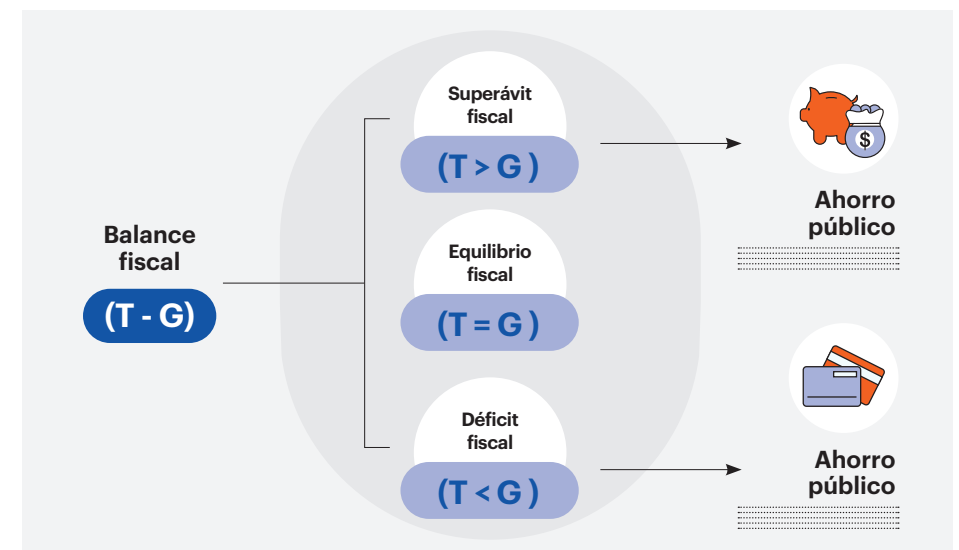 Balance
fiscal
(T - G)
Superávit
fiscal
(T > G )
Equilibrio
fiscal
(T = G )
Déficit
fiscal
(T < G )
$
Ahorro
público
Ahorro
público